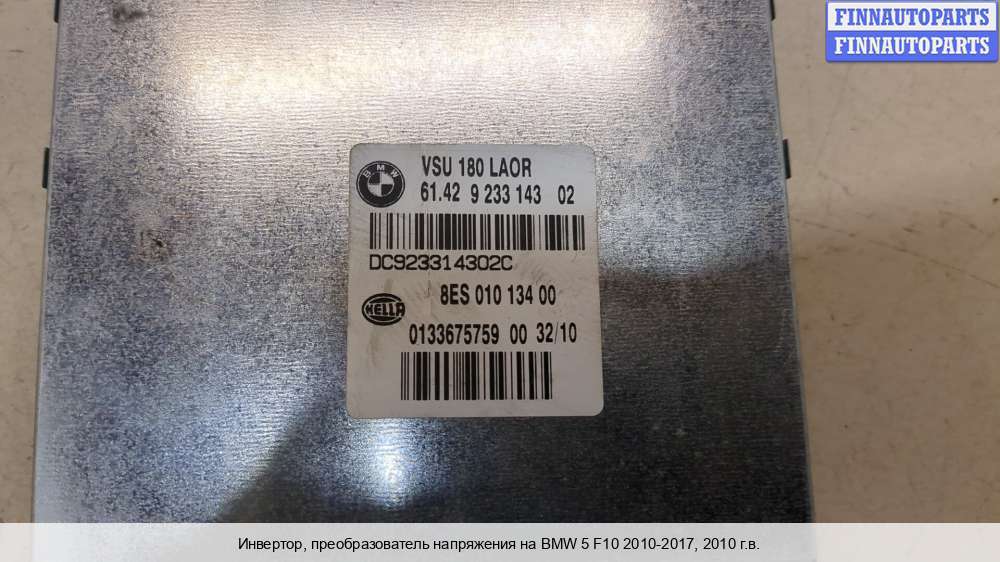 FINNAUTOPARTS
FINNAUTOPARTS
BMW
VSU 180 LAOR
61.42 9 233 143 02
DC923314302C
8ES 010 134 00
HELLA
0133675759 00 32/10
Инвертор, преобразователь напряжения на BMW 5 F10 2010-2017, 2010 г.в.